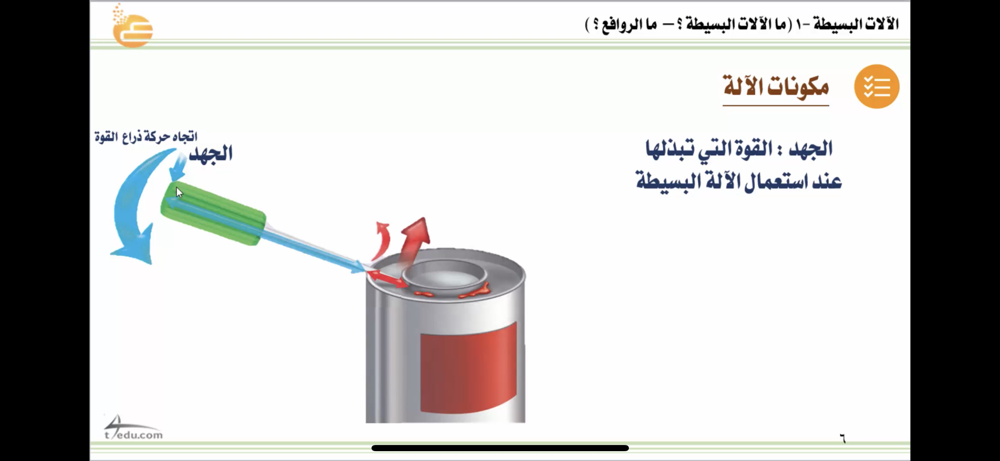 الآلات البسيطة -١ (ما الآلات البسيطة ؟ – ما الروافع ؟ )
مكونات الآلة
الجهد : القوة التي تبذلها
عند استعمال الآلة البسيطة
اتجاه حركة ذراع القوة
الجهد
t4edu.com
٦